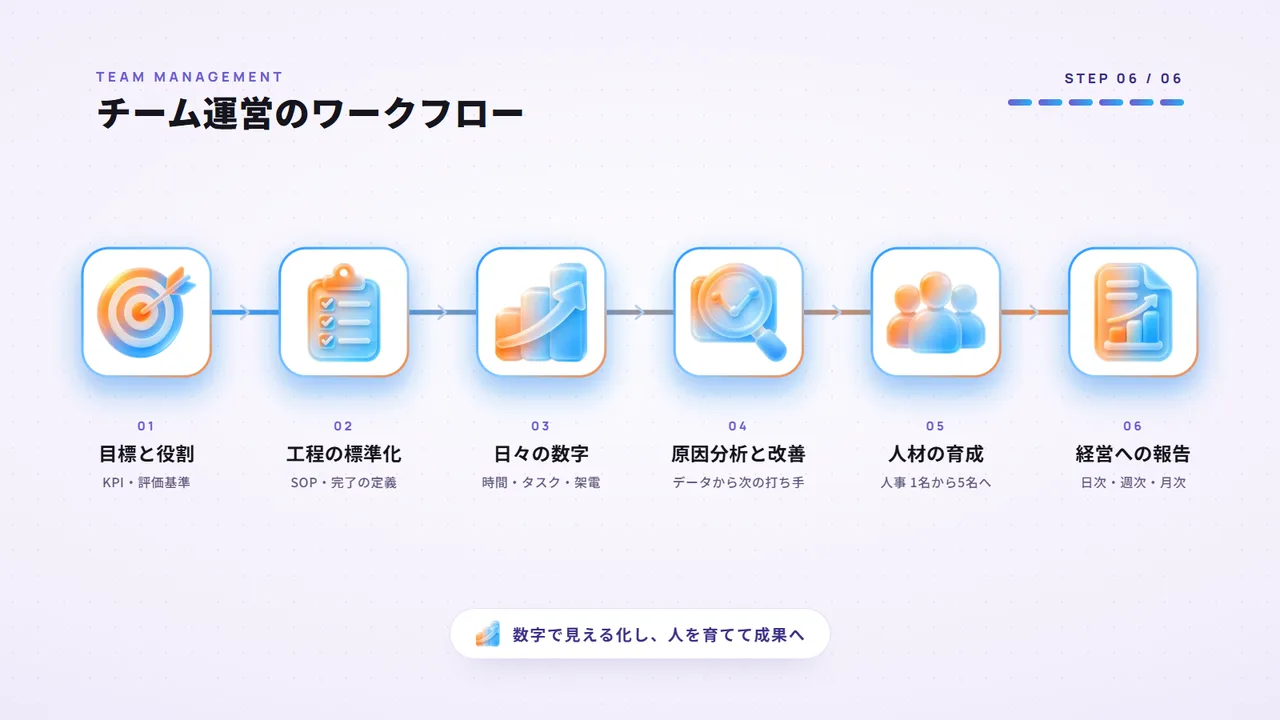 TEAM MANAGEMENT
チーム運営のワークフロー
STEP 06 / 06
01
目標と役割
KPI・評価基準
02
工程の標準化
SOP・完了の定義
03
日々の数字
時間・タスク・架電
04
原因分析と改善
データから次の打ち手
05
人材の育成
人事 1名から5名へ
06
経営への報告
日次・週次・月次
数字で見える化し、人を育てて成果へ